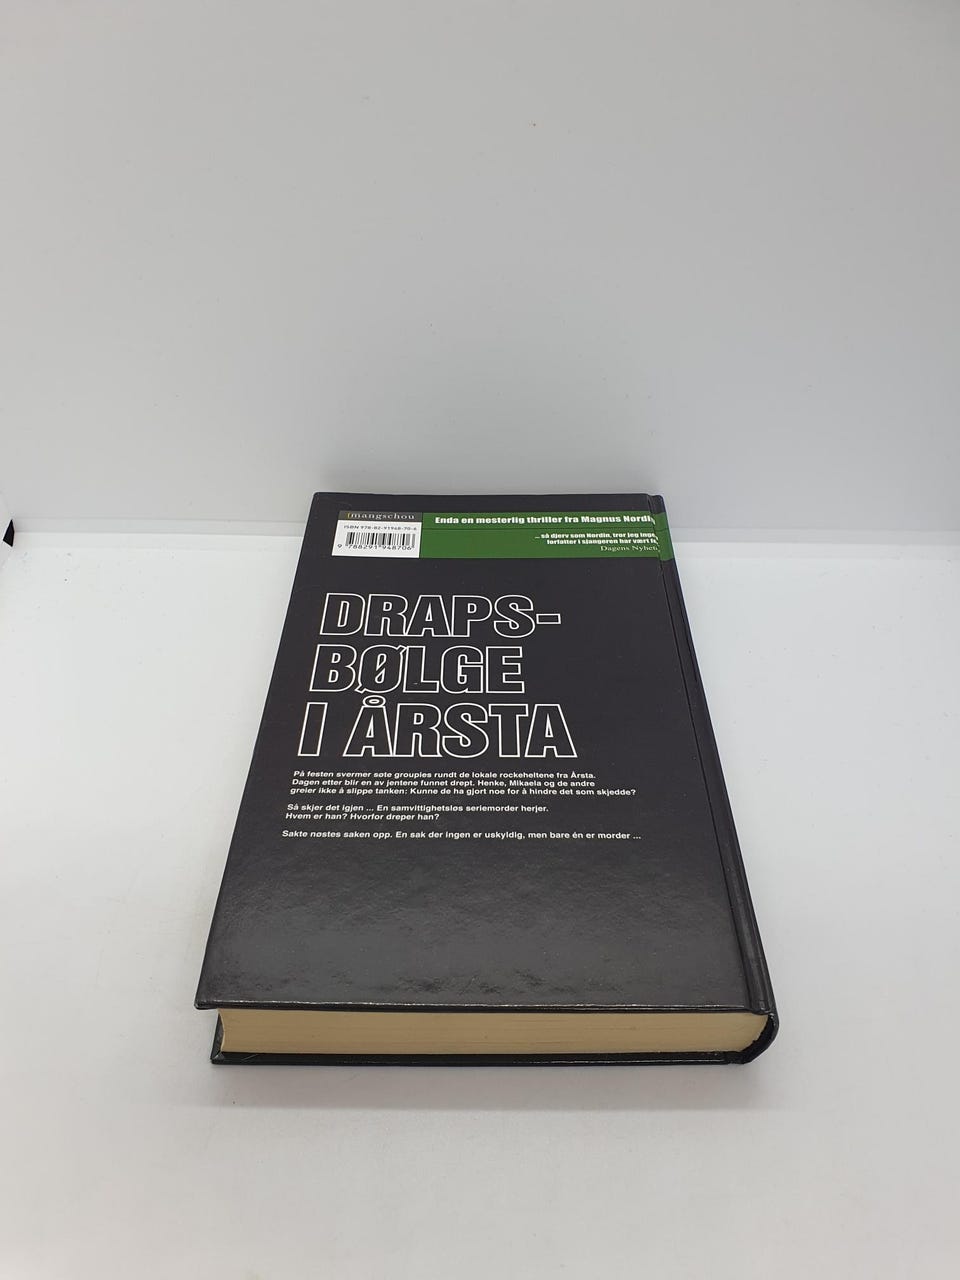 mangschou
ISBN 978-82-91948-70-6
9 788291 948706
Enda en mesterlig thriller fra Magnus Nordin
... så djerv som Nordin, tror jeg
forfatter i sjangeren har vært
Dagens
DRAPS-
BØLGE
I ÅRSTA
På festen svermer søte groupies rundt de lokale rockeheltene fra Årsta.
Dagen etter blir en av jentene funnet drept. Henke, Mikaela og de andre
greier ikke å slippe tanken: Kunne de ha gjort noe for å hindre det som skjedde?
Så skjer det igjen ... En samvittighetsløs seriemorder herjer.
Hvem er han? Hvorfor dreper han?
Sakte nøstes saken opp. En sak der ingen er uskyldig, men bare én er morder ...